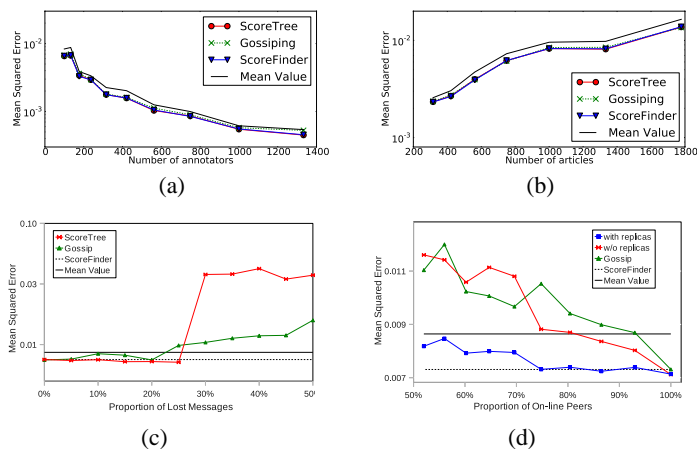 Mean Squared Error
10^-2
10^-3
ScoreTree
Gossiping
ScoreFinder
Mean Value
0 200 400 600 800 1000 1200 1400
Number of annotators
(a)
Mean Squared Error
10^-2
10^-3
ScoreTree
Gossiping
ScoreFinder
Mean Value
200 400 600 800 1000 1200 1400 1600 1800
Number of articles
(b)
Mean Squared Error
0.10
0.03
0.01
ScoreTree
Gossip
ScoreFinder
Mean Value
0% 10% 20% 30% 40% 50%
Proportion of Lost Messages
(c)
Mean Squared Error
0.011
0.009
0.007
with replicas
w/o replicas
Gossip
ScoreFinder
Mean Value
50% 60% 70% 80% 90% 100%
Proportion of On-line Peers
(d)